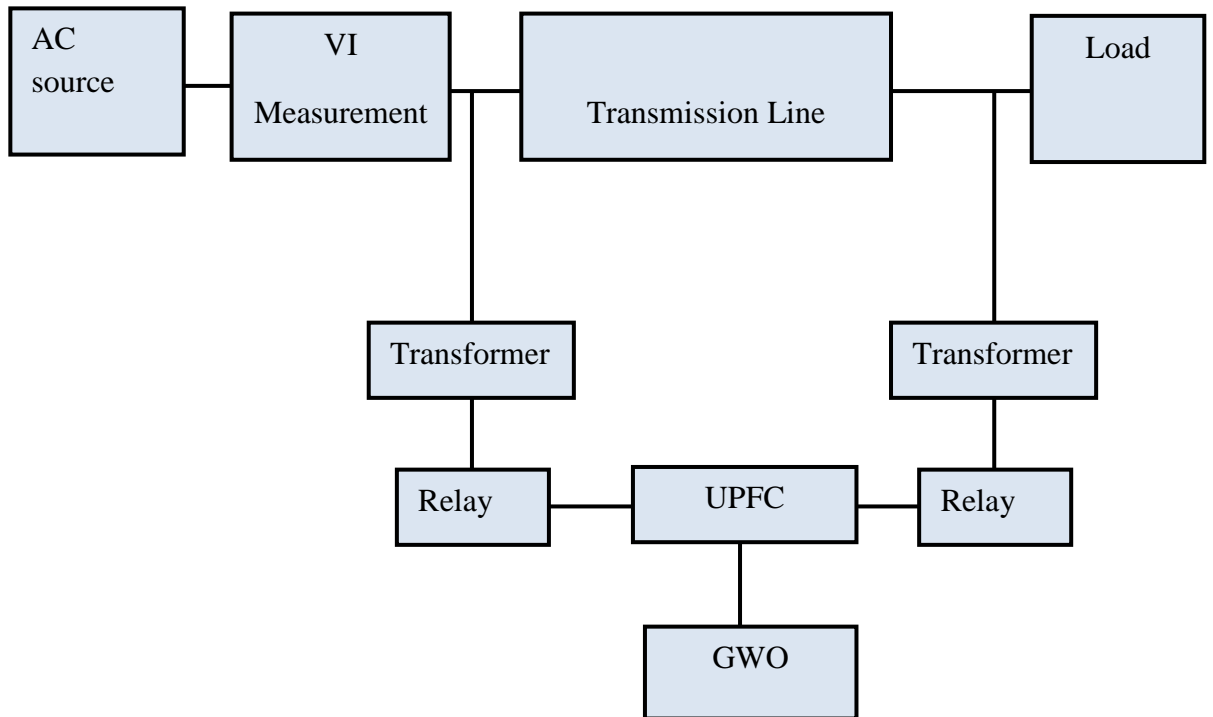 AC
source
VI
Measurement
Transmission Line
Load
Transformer
Transformer
Relay
UPFC
Relay
GWO